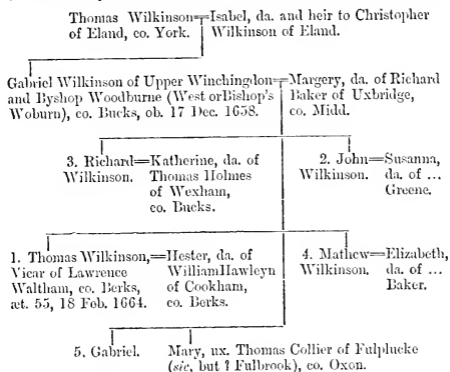 Thomas Wilkinson=Isabel, da. and heir to Christopher
of Eland, co. York. Wilkinson of Eland.
Gabriel Wilkinson of Upper Winchingdon=Margery, da. of Richard
and Byshop Woodburne (West or Bishop's Baker of Uxbridge,
Woburn), co. Bucks, ob. 17 Dec. 1658. co. Midd.
3. Richard=Katherine, da. of
Wilkinson. Thomas Holmes
of Wexham,
co. Bucks.
2. John=Susanna,
Wilkinson. da. of ...
Greene.
1. Thomas Wilkinson,=Hester, da. of
Vicar of Lawrence William Hawleyn
Waltham, co. Berks, of Cookham,
æt. 55, 18 Feb. 1664. co. Berks.
4. Mathew=Elizabeth,
Wilkinson. da. of ...
Baker.
5. Gabriel.
Mary, ux. Thomas Collier of Fulplucke
(sic, but ? Fulbrook), co. Oxon.